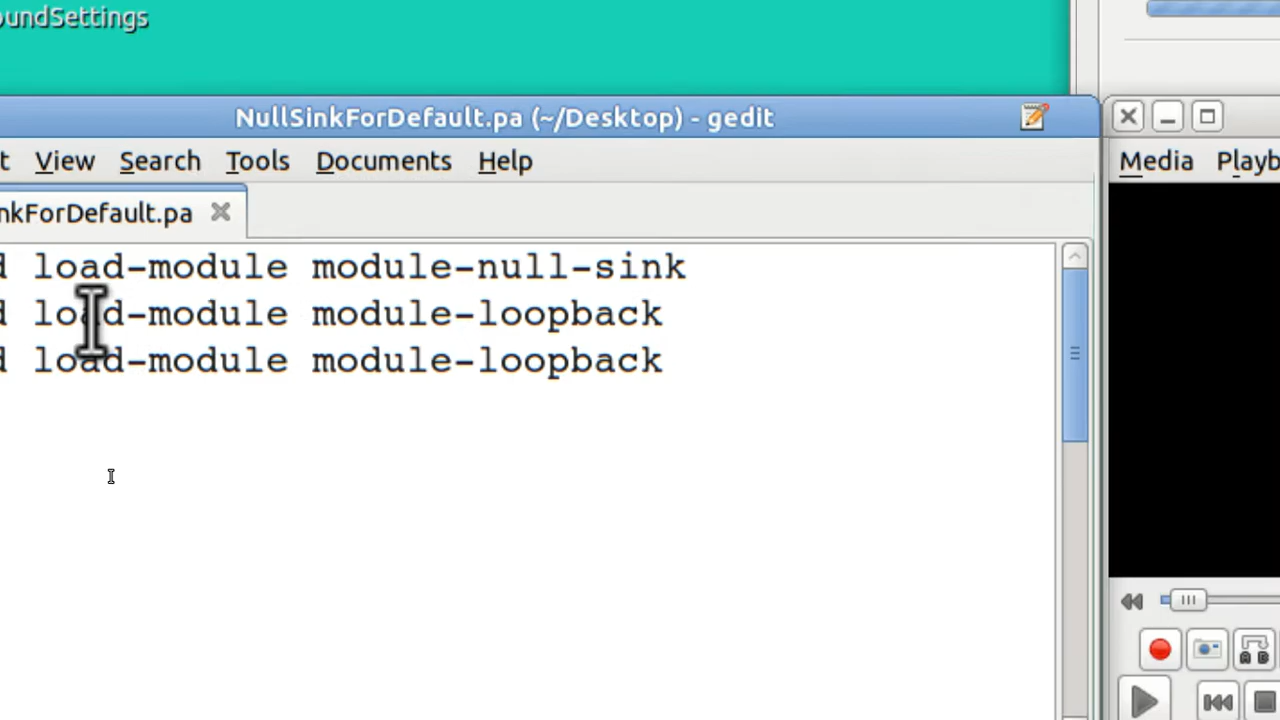 oundSettings
NullSinkForDefault.pa (~/Desktop) - gedit
t View Search Tools Documents Help
Media Playb
nkForDefault.pa
d load-module module-null-sink
d load-module module-loopback
d load-module module-loopback
A B